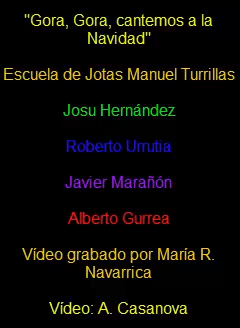 "Gora, Gora, cantemos a la
Navidad"
Escuela de Jotas Manuel Turrillas
Josu Hernández
Roberto Urrutia
Javier Marañón
Alberto Gurrea
Vídeo grabado por María R.
Navarrica
Vídeo: A. Casanova